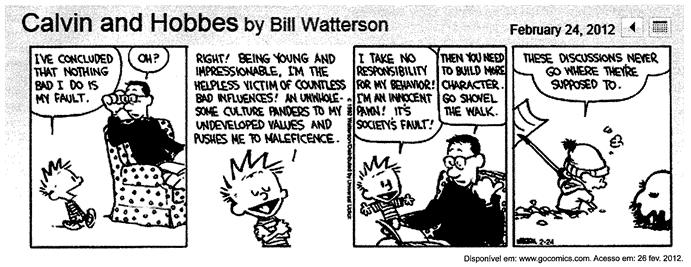 Calvin and Hobbes by Bill Watterson
February 24, 2012
I'VE CONCLUDED
THAT NOTHING
BAD I DO IS
MY FAULT.
OH?
RIGHT! BEING YOUNG AND
IMPRESSIONABLE, I'M THE
HELPLESS VICTIM OF COUNTLESS
BAD INFLUENCES! AN UNWHOLE-
SOME CULTURE PANDERS TO MY
UNDEVELOPED VALUES AND
PUSHES ME TO MALEFICENCE.
I TAKE NO
RESPONSIBILITY
FOR MY BEHAVIOR!
I'M AN INNOCENT
PAWN! IT'S
SOCIETY'S FAULT!
THEN YOU NEED
TO BUILD MORE
CHARACTER.
GO SHOVEL
THE WALK.
THESE DISCUSSIONS NEVER
GO WHERE THEY'RE
SUPPOSED TO.
2-24
Disponível em: www.gocomics.com. Acesso em: 26 fev. 2012.